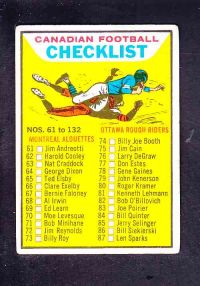 CANADIAN FOOTBALL
CHECKLIST
NOS. 61 to 132
MONTREAL ALOUETTES
61 Jim Andreotti
62 Harold Cooley
63 Nat Craddock
64 George Dixon
65 Ted Elsby
66 Clare Exelby
67 Bernie Faloney
68 Al Irwin
69 Ed Learn
70 Moe Levesque
71 Bob Minihane
72 Jim Reynolds
73 Billy Roy
OTTAWA ROUGH RIDERS
74 Billy Joe Booth
75 Jim Cain
76 Larry DeGraw
77 Don Estes
78 Gene Gaines
79 John Kenerson
80 Roger Kramer
81 Kenneth Lehmann
82 Bob O'Billovich
83 Joe Poirier
84 Bill Quinter
85 Jerry Selinger
86 Bill Siekierski
87 Len Sparks